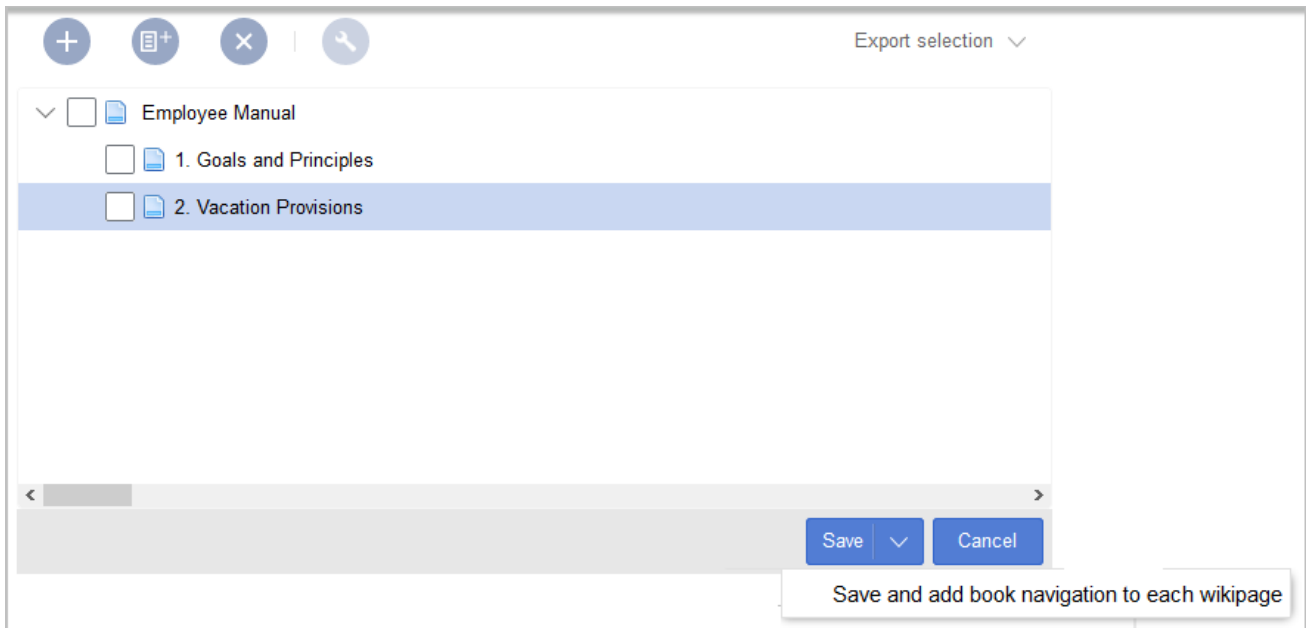 Export selection
Employee Manual
1. Goals and Principles
2. Vacation Provisions
Save
Cancel
Save and add book navigation to each wikipage